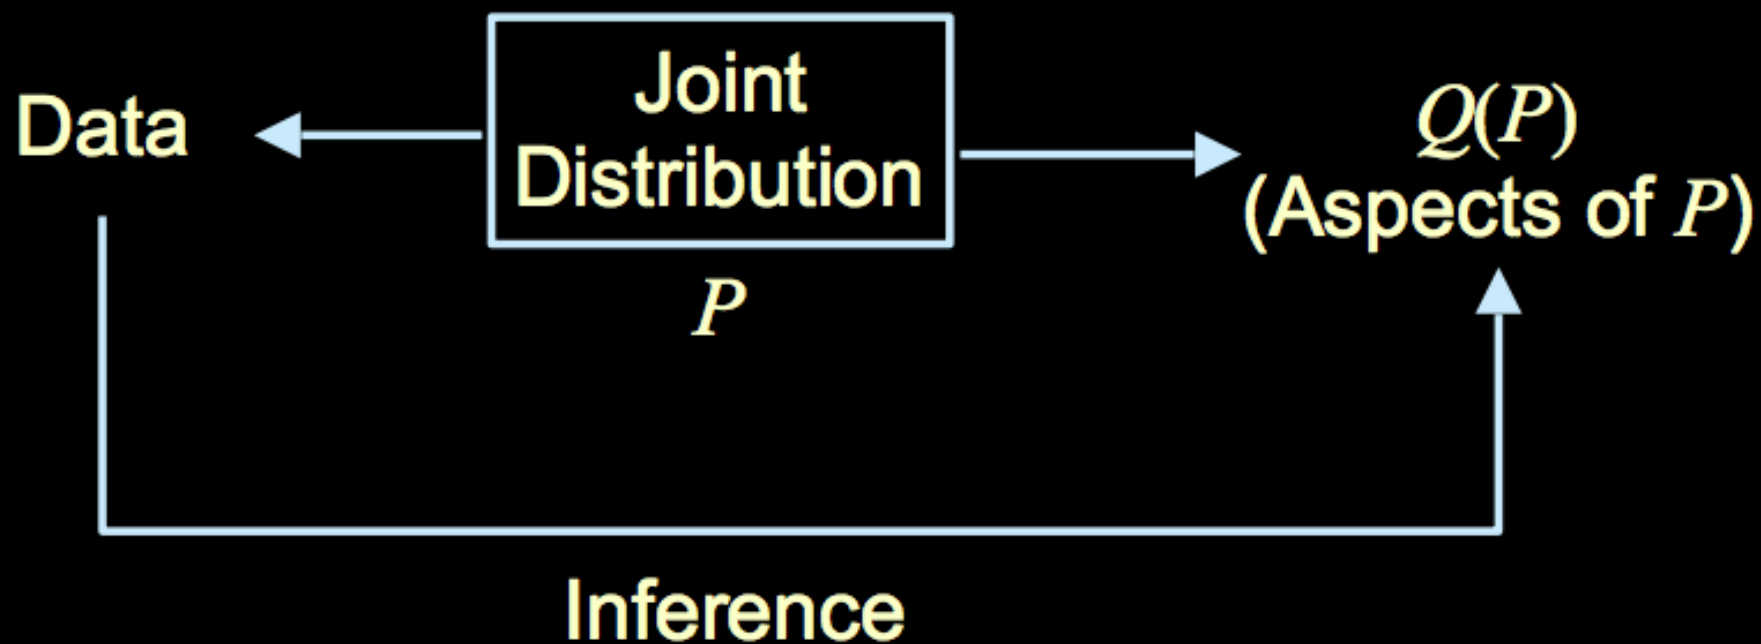 Data
Joint
Distribution
P
Q(P)
(Aspects of P)
Inference